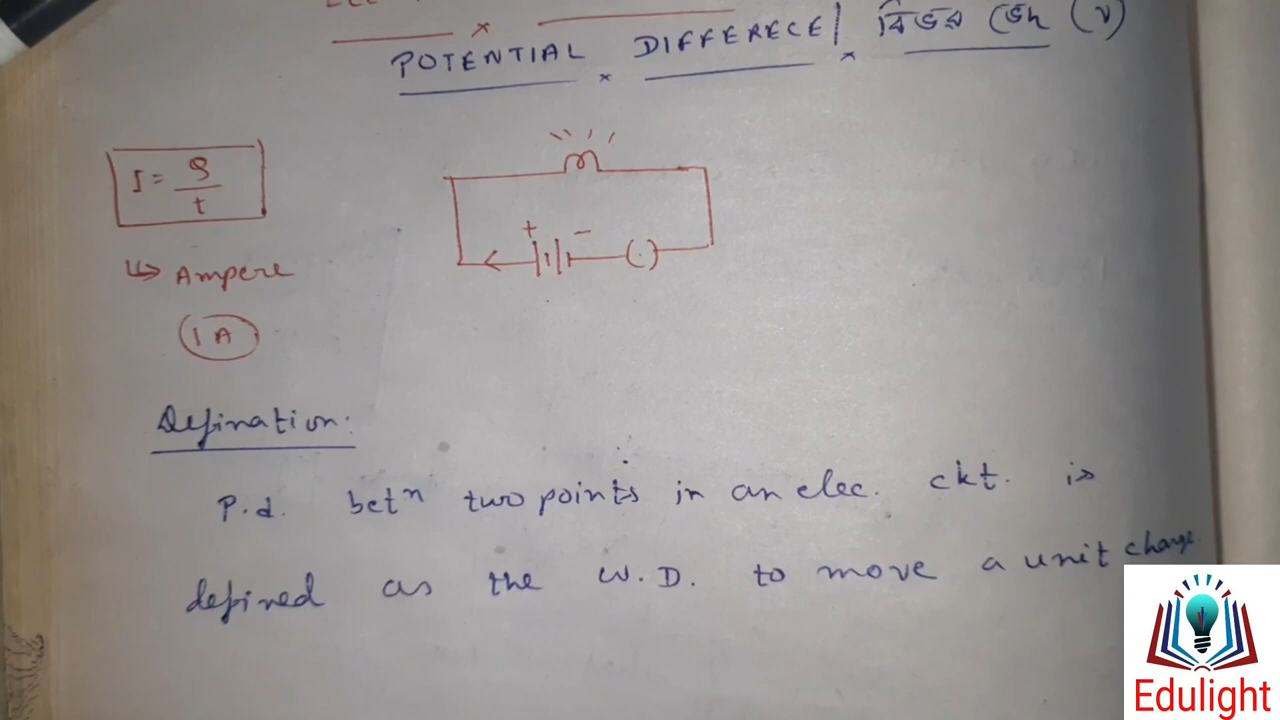 POTENTIAL DIFFERECE/ বিভৱ ভেদ (V)
I = Q/t
↳ Ampere
1 A
+ -
Defination:
P.d. betⁿ two points in an elec. ckt. is
defined as the W.D. to move a unit charge.
Edulight